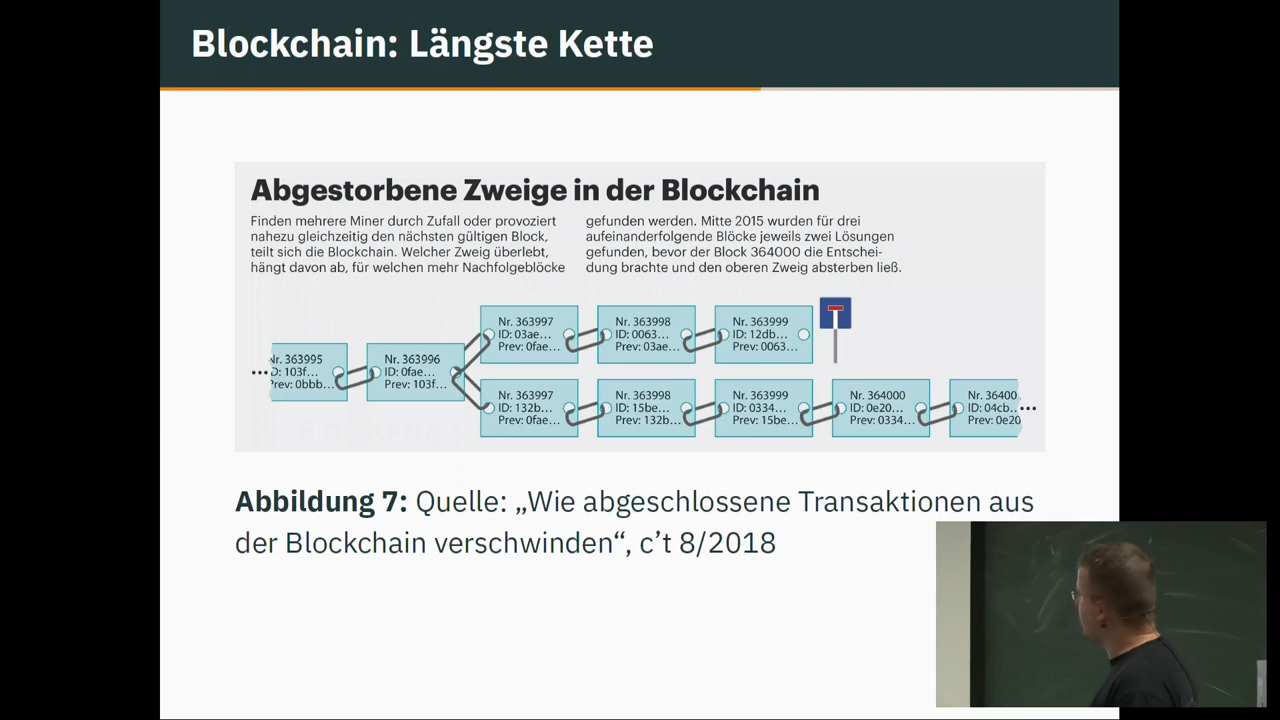 Blockchain: Längste Kette
Abgestorbene Zweige in der Blockchain
Finden mehrere Miner durch Zufall oder provoziert
nahezu gleichzeitig den nächsten gültigen Block,
teilt sich die Blockchain. Welcher Zweig überlebt,
hängt davon ab, für welchen mehr Nachfolgeblöcke
gefunden werden. Mitte 2015 wurden für drei
aufeinanderfolgende Blöcke jeweils zwei Lösungen
gefunden, bevor der Block 364000 die Entschei-
dung brachte und den oberen Zweig absterben ließ.
Nr. 363997
ID: 03ae...
Prev: 0fae...
Nr. 363998
ID: 0063...
Prev: 03ae...
Nr. 363999
ID: 12db...
Prev: 0063...
...
Nr. 363995
D: 103f...
Prev: 0bbb...
Nr. 363996
ID: 0fae...
Prev: 103f...
Nr. 363997
ID: 132b...
Prev: 0fae...
Nr. 363998
ID: 15be...
Prev: 132b...
Nr. 363999
ID: 0334...
Prev: 15be...
Nr. 364000
ID: 0e20...
Prev: 0334...
Nr. 36400
ID: 04cb..
Prev: 0e20
...
Abbildung 7: Quelle: „Wie abgeschlossene Transaktionen aus
der Blockchain verschwinden“, c’t 8/2018